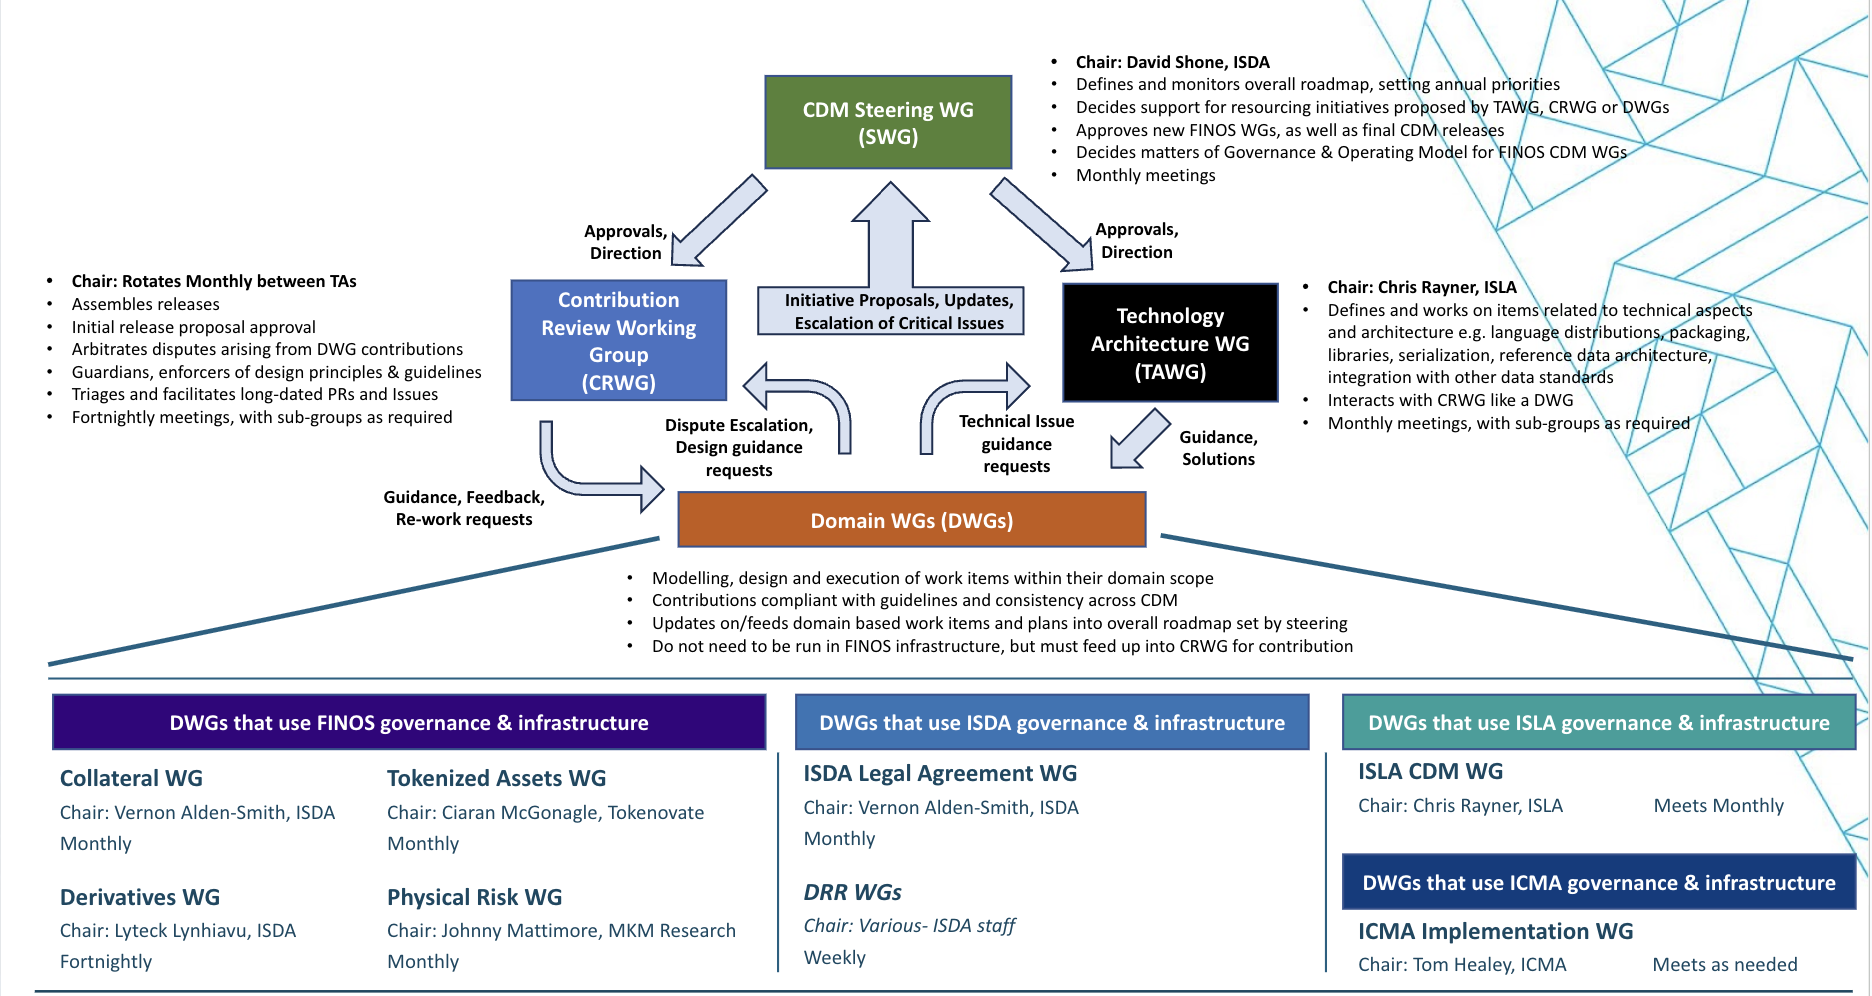 CDM Steering WG
(SWG)
• Chair: David Shone, ISDA
• Defines and monitors overall roadmap, setting annual priorities
• Decides support for resourcing initiatives proposed by TAWG, CRWG or DWGs
• Approves new FINOS WGs, as well as final CDM releases
• Decides matters of Governance & Operating Model for FINOS CDM WGs
• Monthly meetings
Approvals,
Direction
Approvals,
Direction
• Chair: Rotates Monthly between TAs
• Assembles releases
• Initial release proposal approval
• Arbitrates disputes arising from DWG contributions
• Guardians, enforcers of design principles & guidelines
• Triages and facilitates long-dated PRs and Issues
• Fortnightly meetings, with sub-groups as required
Contribution
Review Working
Group
(CRWG)
Initiative Proposals, Updates,
Escalation of Critical Issues
Technology
Architecture WG
(TAWG)
• Chair: Chris Rayner, ISLA
• Defines and works on items related to technical aspects
and architecture e.g. language distributions, packaging,
libraries, serialization, reference data architecture,
integration with other data standards
• Interacts with CRWG like a DWG
• Monthly meetings, with sub-groups as required
Dispute Escalation,
Design guidance
requests
Technical Issue
guidance
requests
Guidance,
Solutions
Guidance, Feedback,
Re-work requests
Domain WGs (DWGs)
• Modelling, design and execution of work items within their domain scope
• Contributions compliant with guidelines and consistency across CDM
• Updates on/feeds domain based work items and plans into overall roadmap set by steering
• Do not need to be run in FINOS infrastructure, but must feed up into CRWG for contribution
DWGs that use FINOS governance & infrastructure
Collateral WG
Chair: Vernon Alden-Smith, ISDA
Monthly
Tokenized Assets WG
Chair: Ciaran McGonagle, Tokenovate
Monthly
Derivatives WG
Chair: Lyteck Lynhiavu, ISDA
Fortnightly
Physical Risk WG
Chair: Johnny Mattimore, MKM Research
Monthly
DWGs that use ISDA governance & infrastructure
ISDA Legal Agreement WG
Chair: Vernon Alden-Smith, ISDA
Monthly
DRR WGs
Chair: Various- ISDA staff
Weekly
DWGs that use ISLA governance & infrastructure
ISLA CDM WG
Chair: Chris Rayner, ISLA Meets Monthly
DWGs that use ICMA governance & infrastructure
ICMA Implementation WG
Chair: Tom Healey, ICMA Meets as needed